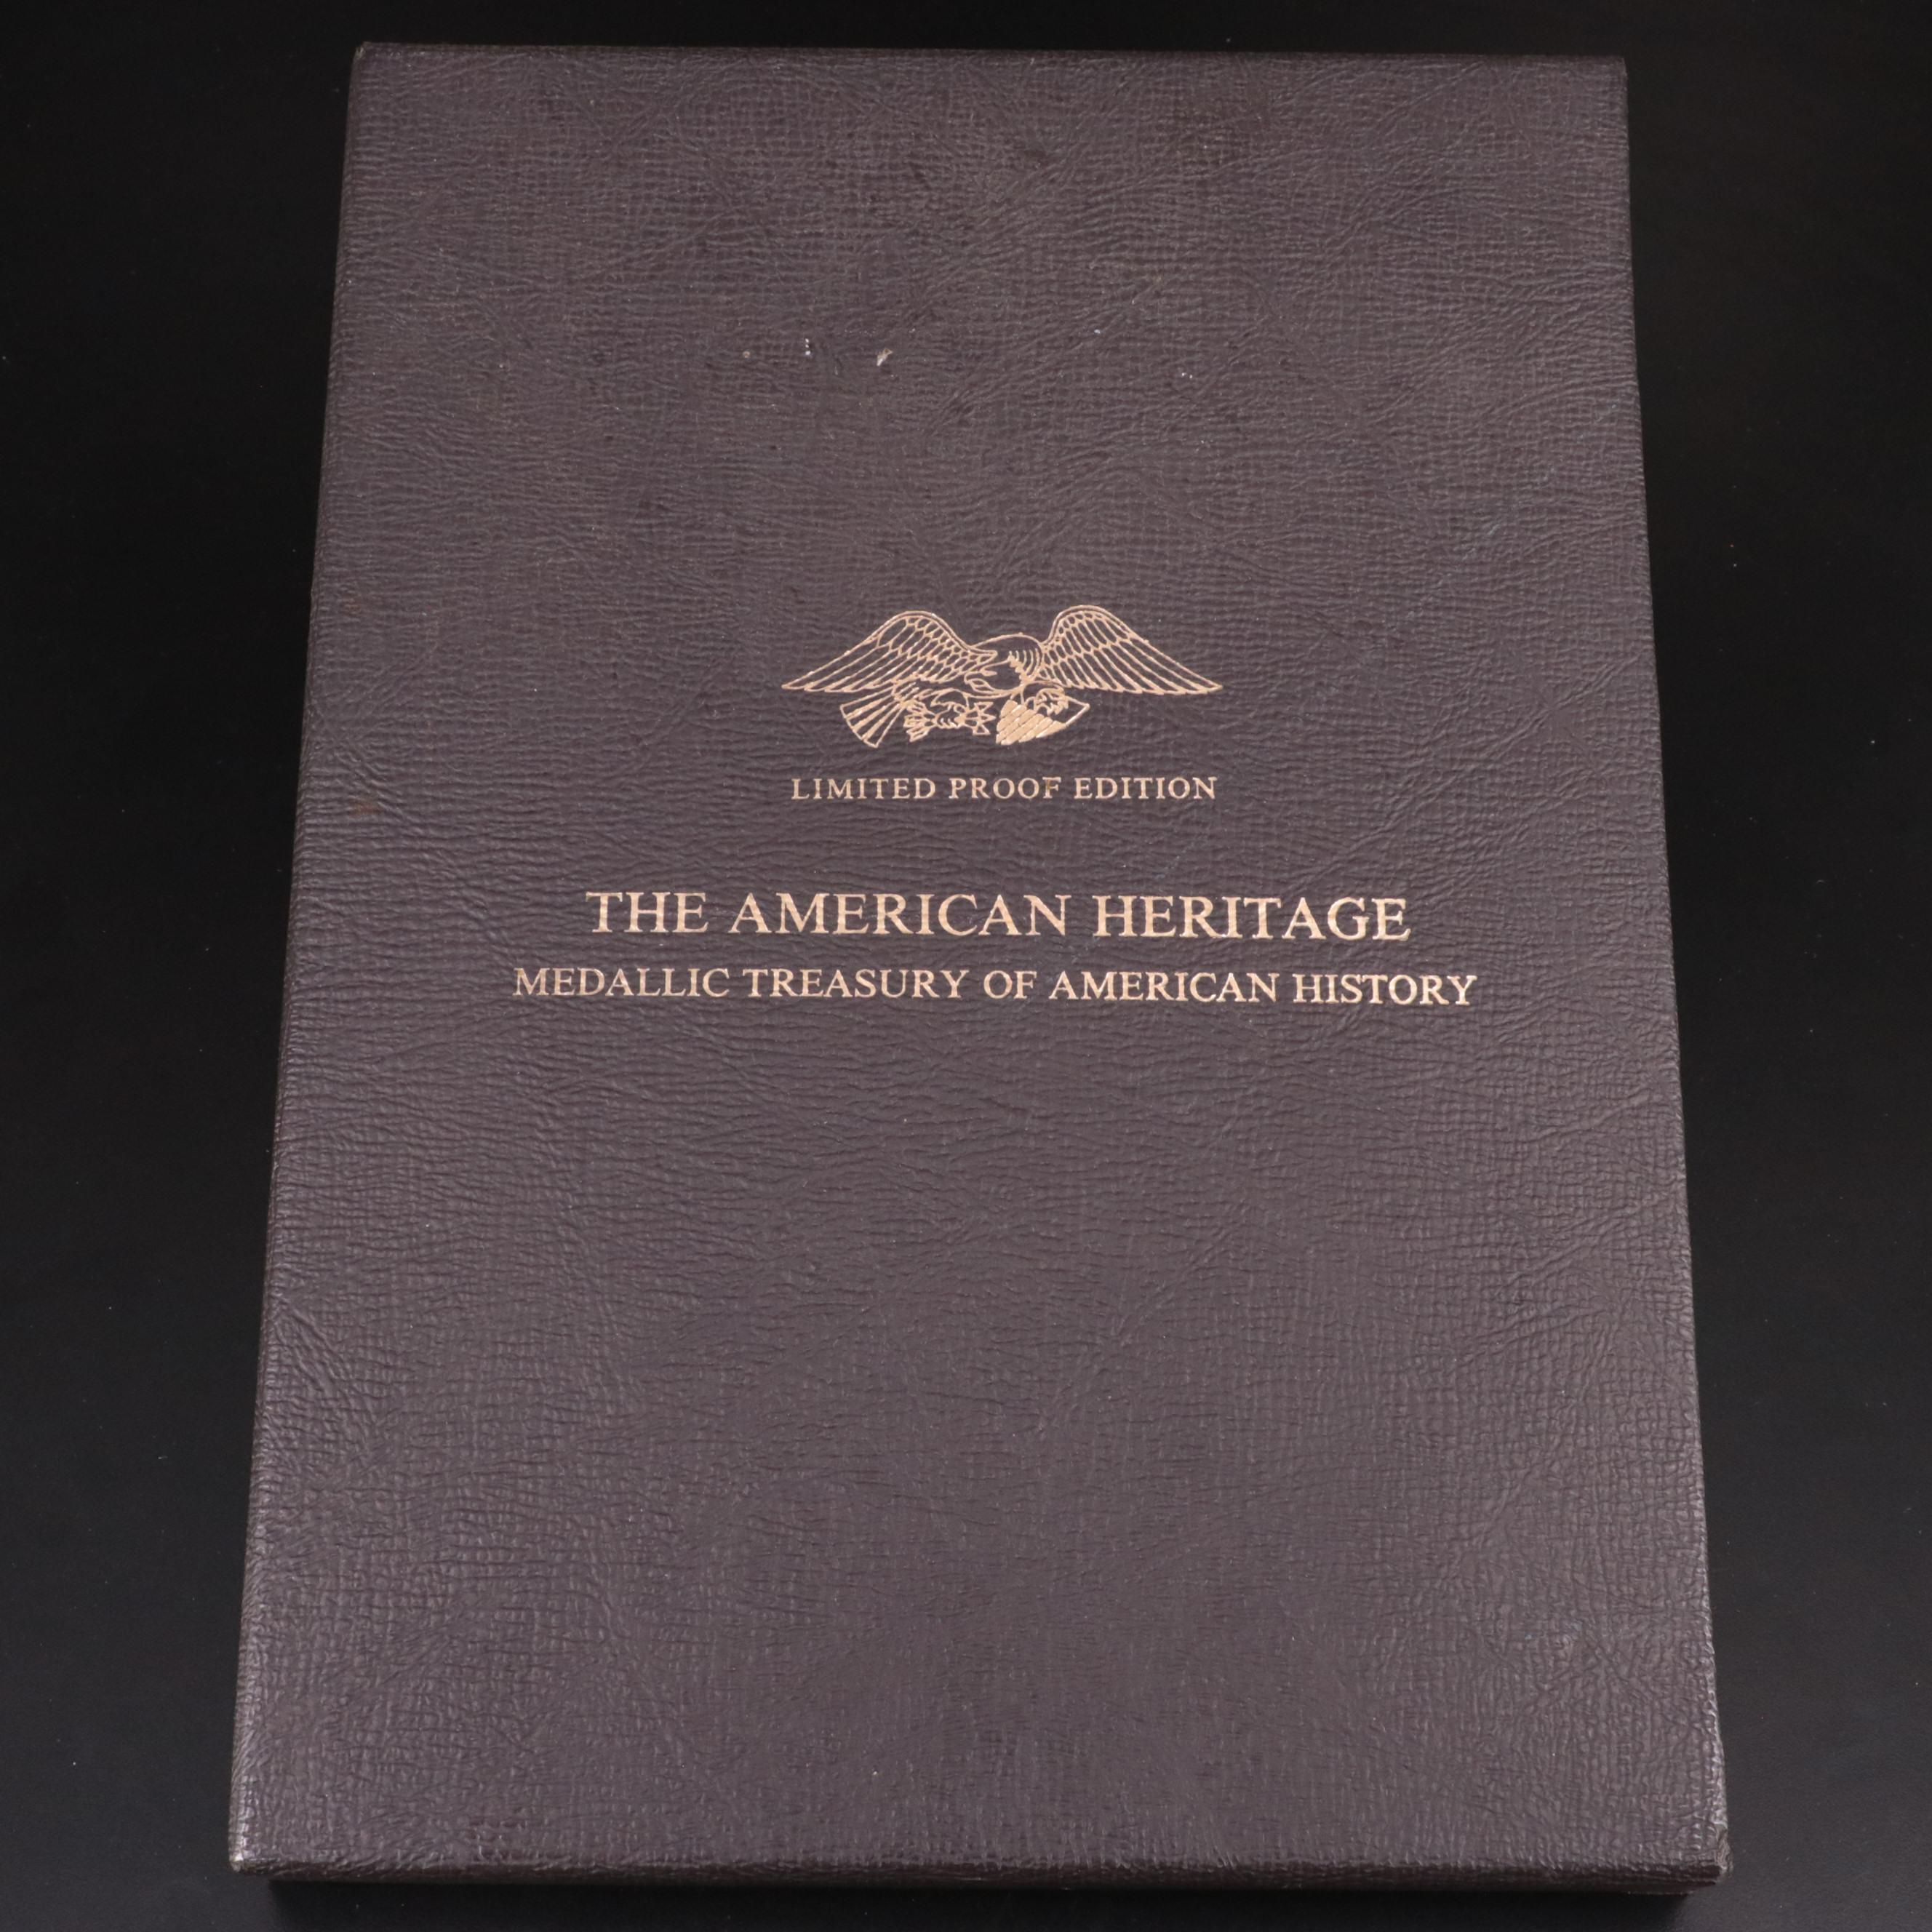 LIMITED PROOF EDITION
THE AMERICAN HERITAGE
MEDALLIC TREASURY OF AMERICAN HISTORY